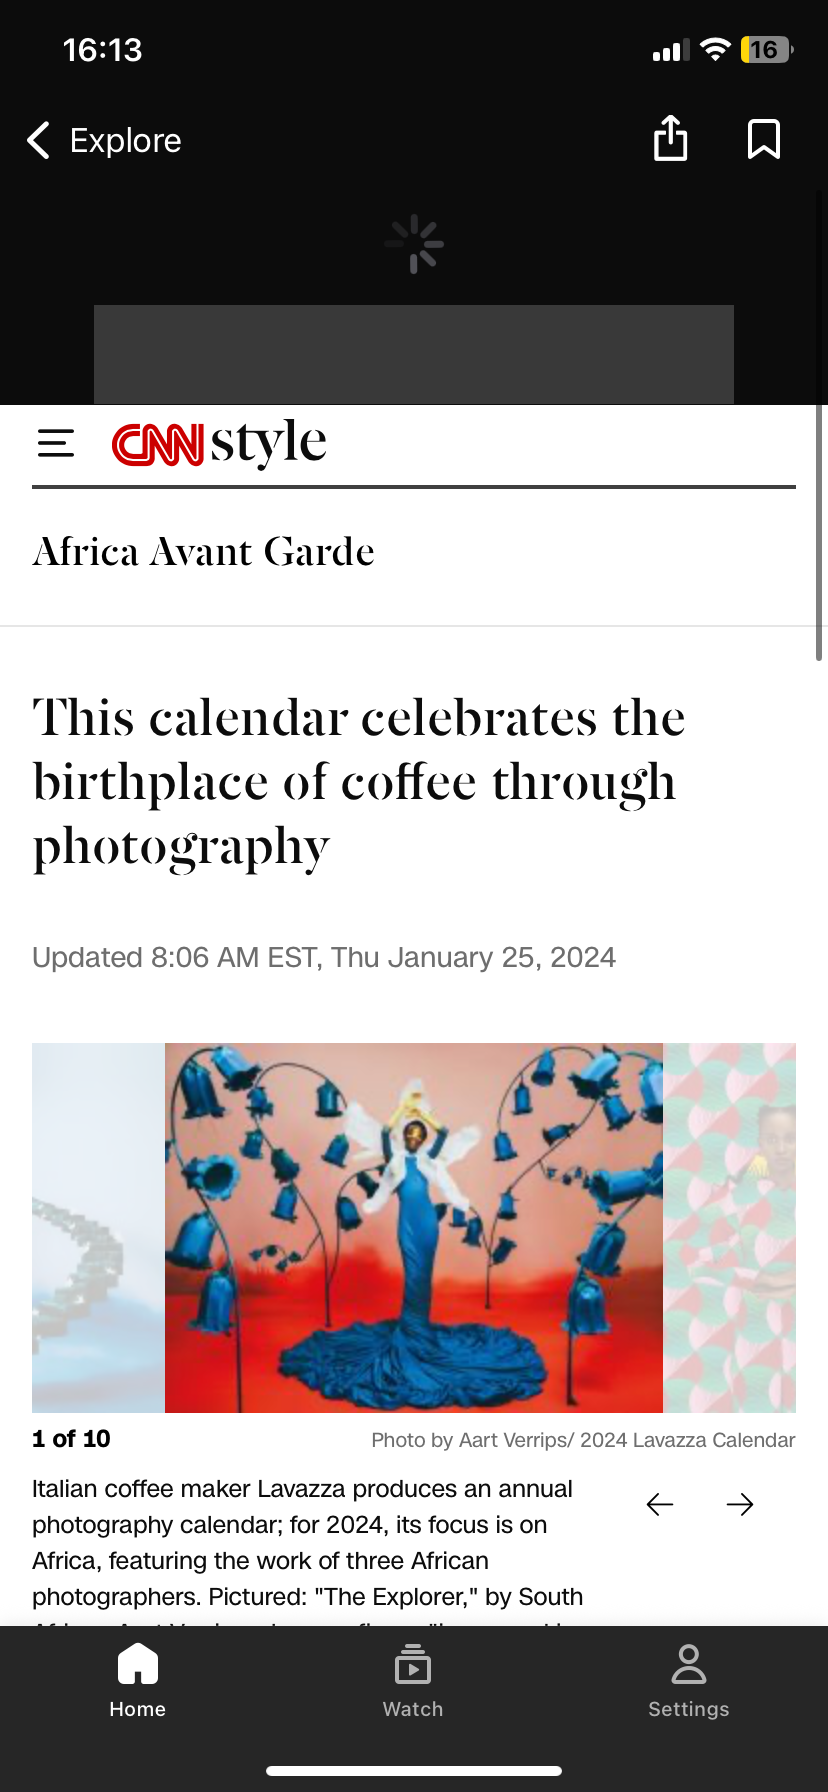 16:13
16
Explore
CNN style
Africa Avant Garde
This calendar celebrates the
birthplace of coffee through
photography
Updated 8:06 AM EST, Thu January 25, 2024
1 of 10
Photo by Aart Verrips/ 2024 Lavazza Calendar
Italian coffee maker Lavazza produces an annual
photography calendar; for 2024, its focus is on
Africa, featuring the work of three African
photographers. Pictured: "The Explorer," by South
Home
Watch
Settings